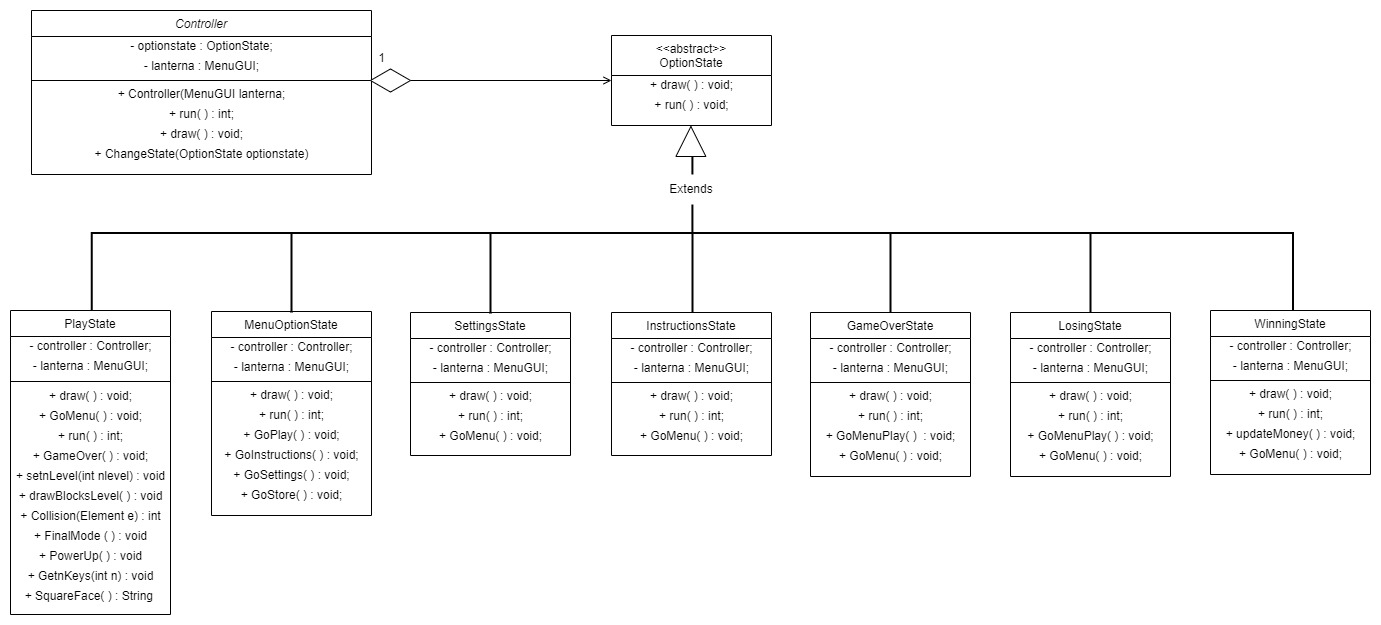 Controller
- optionstate : OptionState;
- lanterna : MenuGUI;
+ Controller(MenuGUI lanterna;
+ run( ) : int;
+ draw( ) : void;
+ ChangeState(OptionState optionstate)
1
<<abstract>>
OptionState
+ draw( ) : void;
+ run( ) : void;
Extends
PlayState
- controller : Controller;
- lanterna : MenuGUI;
+ draw( ) : void;
+ GoMenu( ) : void;
+ run( ) : int;
+ GameOver( ) : void;
+ setnLevel(int nlevel) : void
+ drawBlocksLevel( ) : void
+ Collision(Element e) : int
+ FinalMode ( ) : void
+ PowerUp( ) : void
+ GetnKeys(int n) : void
+ SquareFace( ) : String
MenuOptionState
- controller : Controller;
- lanterna : MenuGUI;
+ draw( ) : void;
+ run( ) : int;
+ GoPlay( ) : void;
+ GoInstructions( ) : void;
+ GoSettings( ) : void;
+ GoStore( ) : void;
SettingsState
- controller : Controller;
- lanterna : MenuGUI;
+ draw( ) : void;
+ run( ) : int;
+ GoMenu( ) : void;
InstructionsState
- controller : Controller;
- lanterna : MenuGUI;
+ draw( ) : void;
+ run( ) : int;
+ GoMenu( ) : void;
GameOverState
- controller : Controller;
- lanterna : MenuGUI;
+ draw( ) : void;
+ run( ) : int;
+ GoMenuPlay( ) : void;
+ GoMenu( ) : void;
LosingState
- controller : Controller;
- lanterna : MenuGUI;
+ draw( ) : void;
+ run( ) : int;
+ GoMenuPlay( ) : void;
+ GoMenu( ) : void;
WinningState
- controller : Controller;
- lanterna : MenuGUI;
+ draw( ) : void;
+ run( ) : int;
+ updateMoney( ) : void;
+ GoMenu( ) : void;